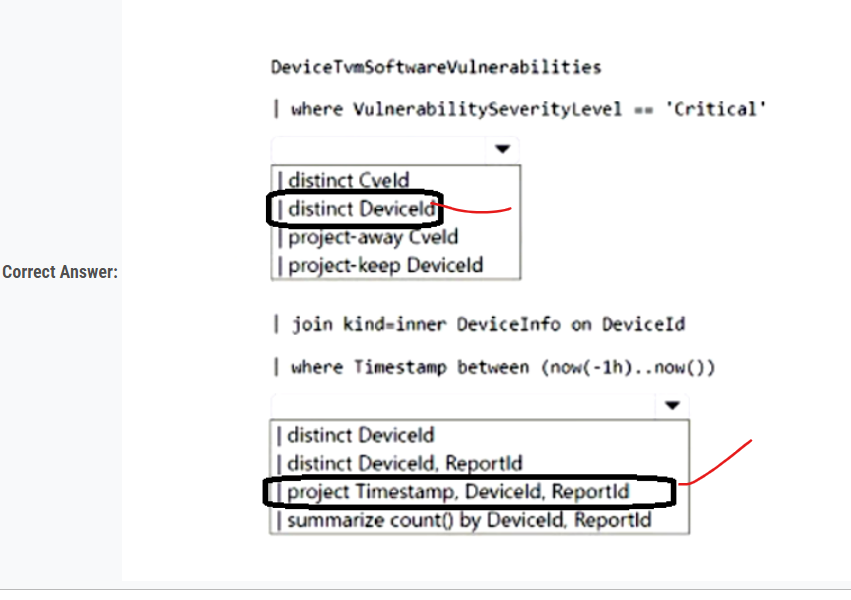 DeviceTvmSoftwareVulnerabilities
| where VulnerabilitySeverityLevel == 'Critical'
| distinct CveId
| distinct DeviceId
| project-away CveId
| project-keep DeviceId
Correct Answer:
| join kind=inner DeviceInfo on DeviceId
| where Timestamp between (now(-1h)..now())
| distinct DeviceId
| distinct DeviceId, ReportId
| project Timestamp, DeviceId, ReportId
| summarize count() by DeviceId, ReportId